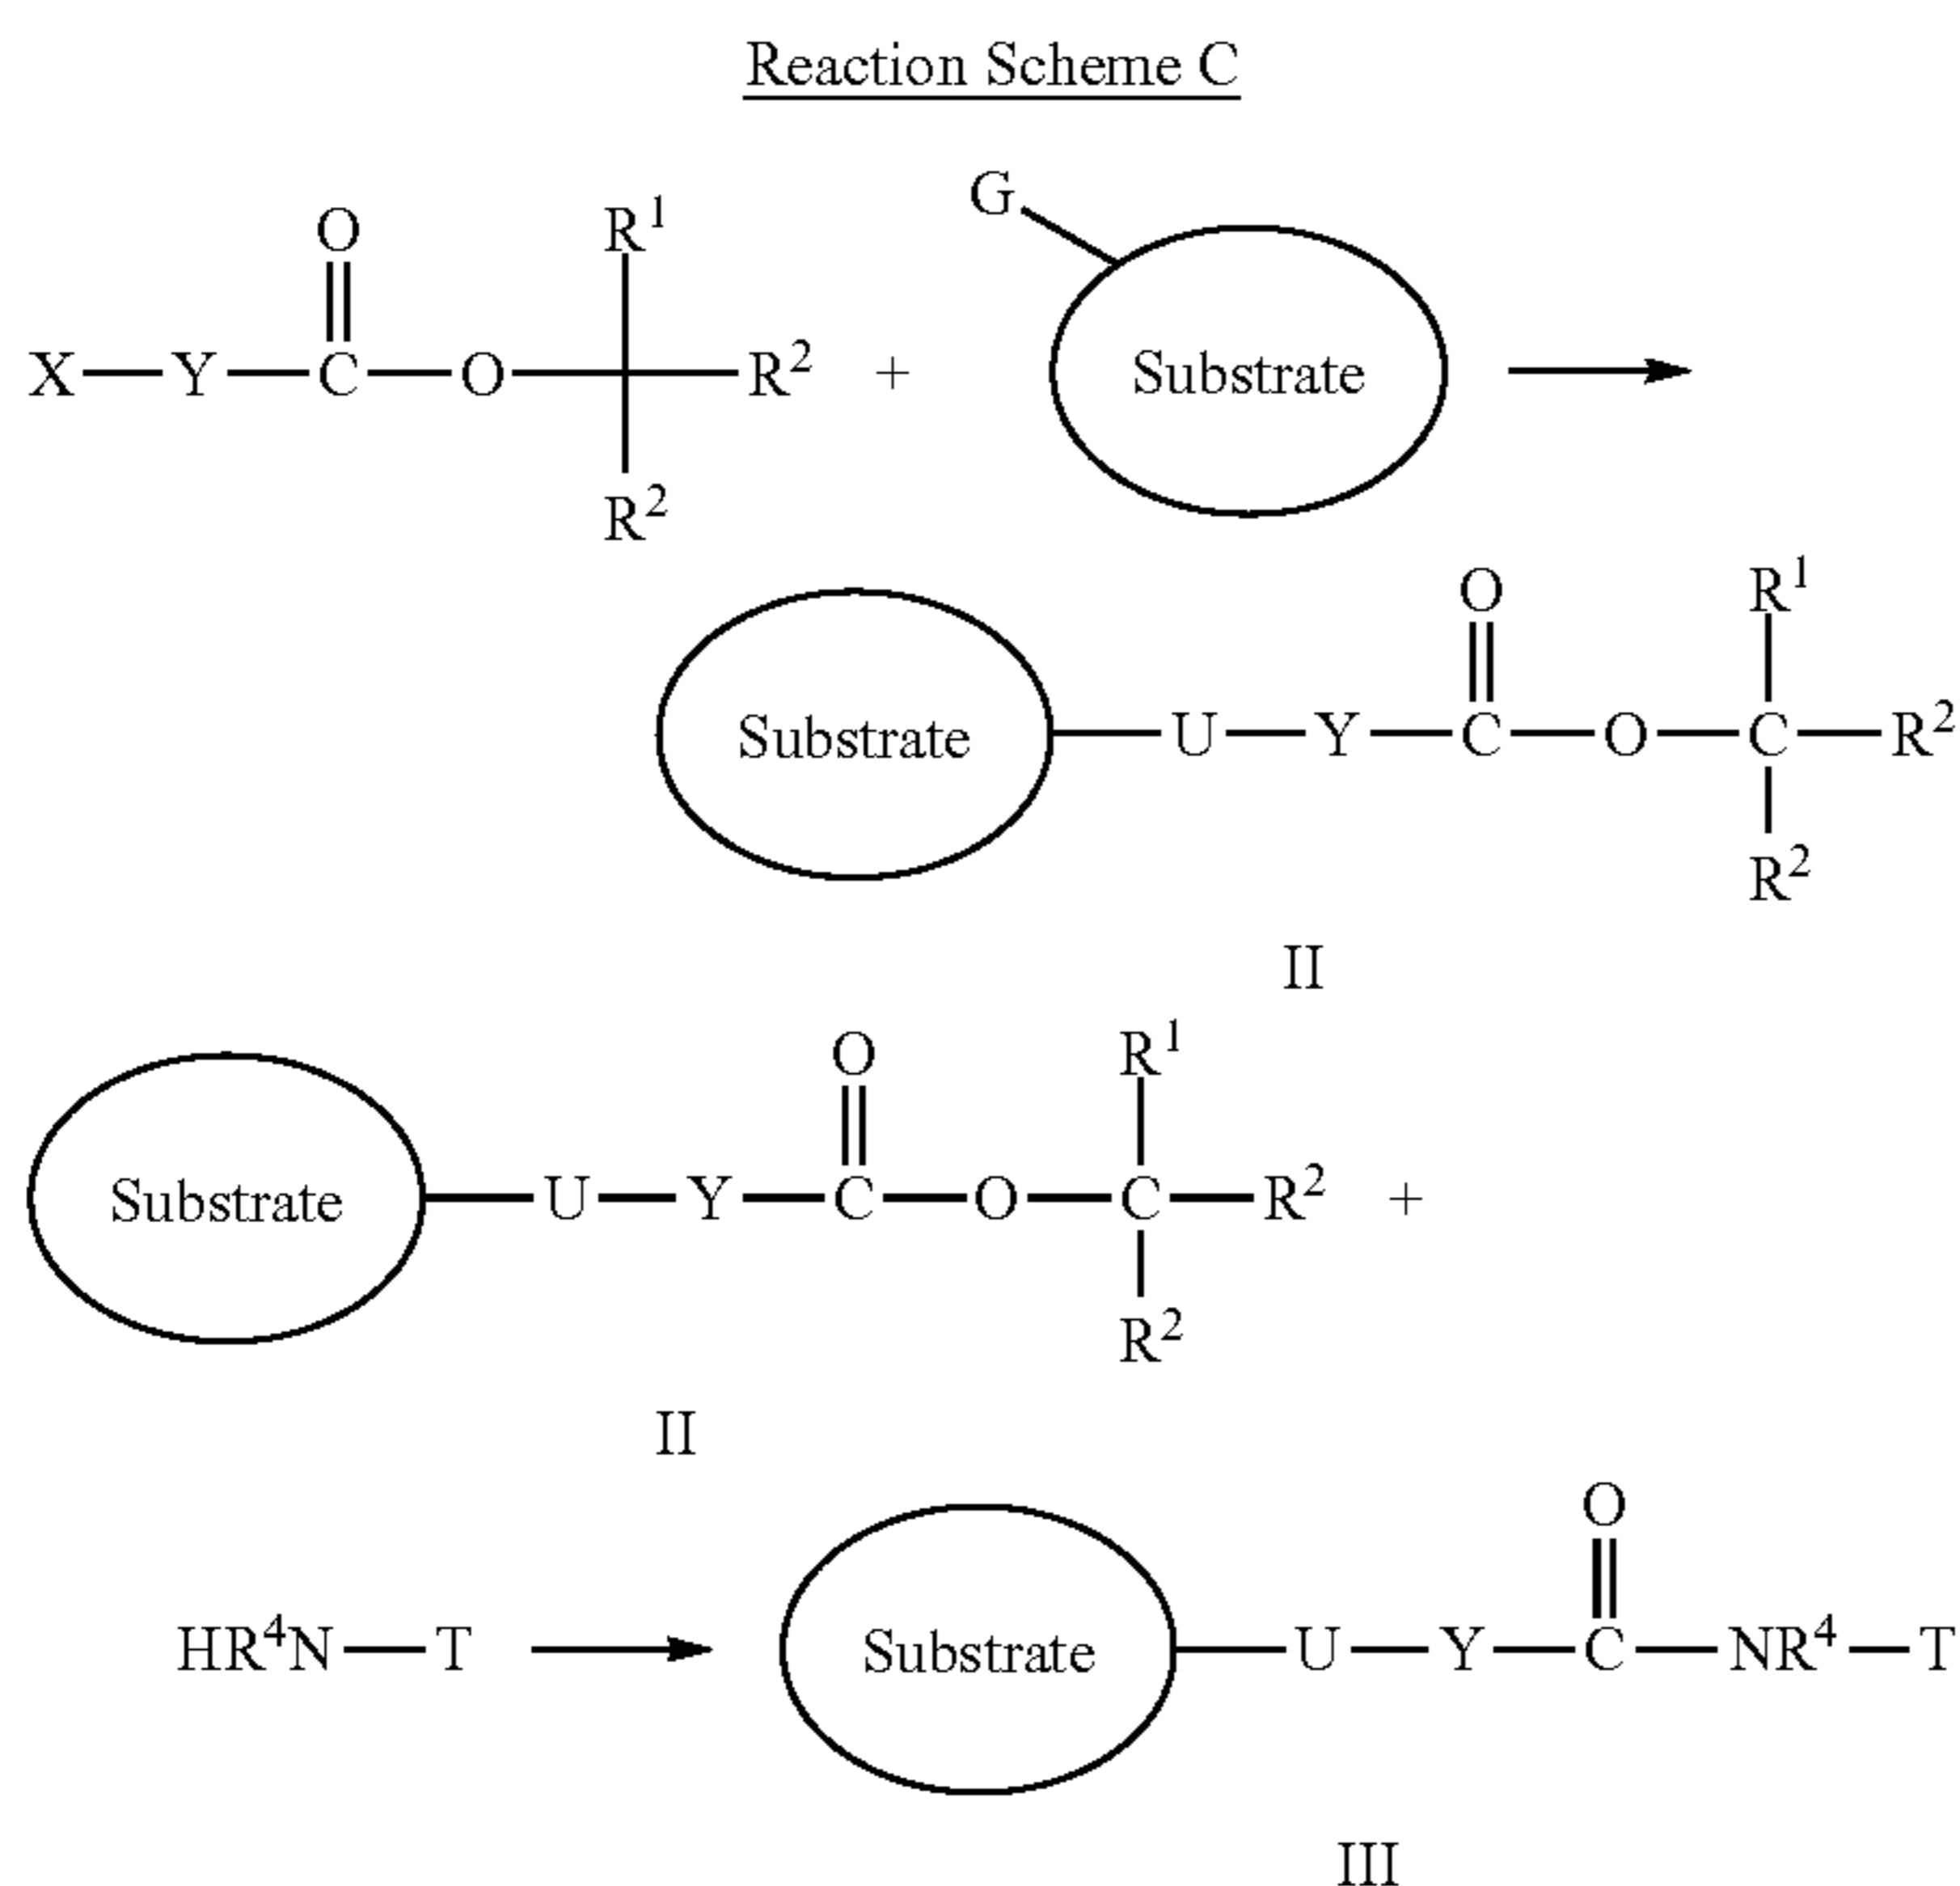 Reaction Scheme C
G
O R¹
X—Y—C—O—R² + Substrate
R²
O R¹
Substrate—U—Y—C—O—C—R²
R²
II
O R¹
Substrate—U—Y—C—O—C—R² +
R²
II
O
HR⁴N—T Substrate—U—Y—C—NR⁴—T
III